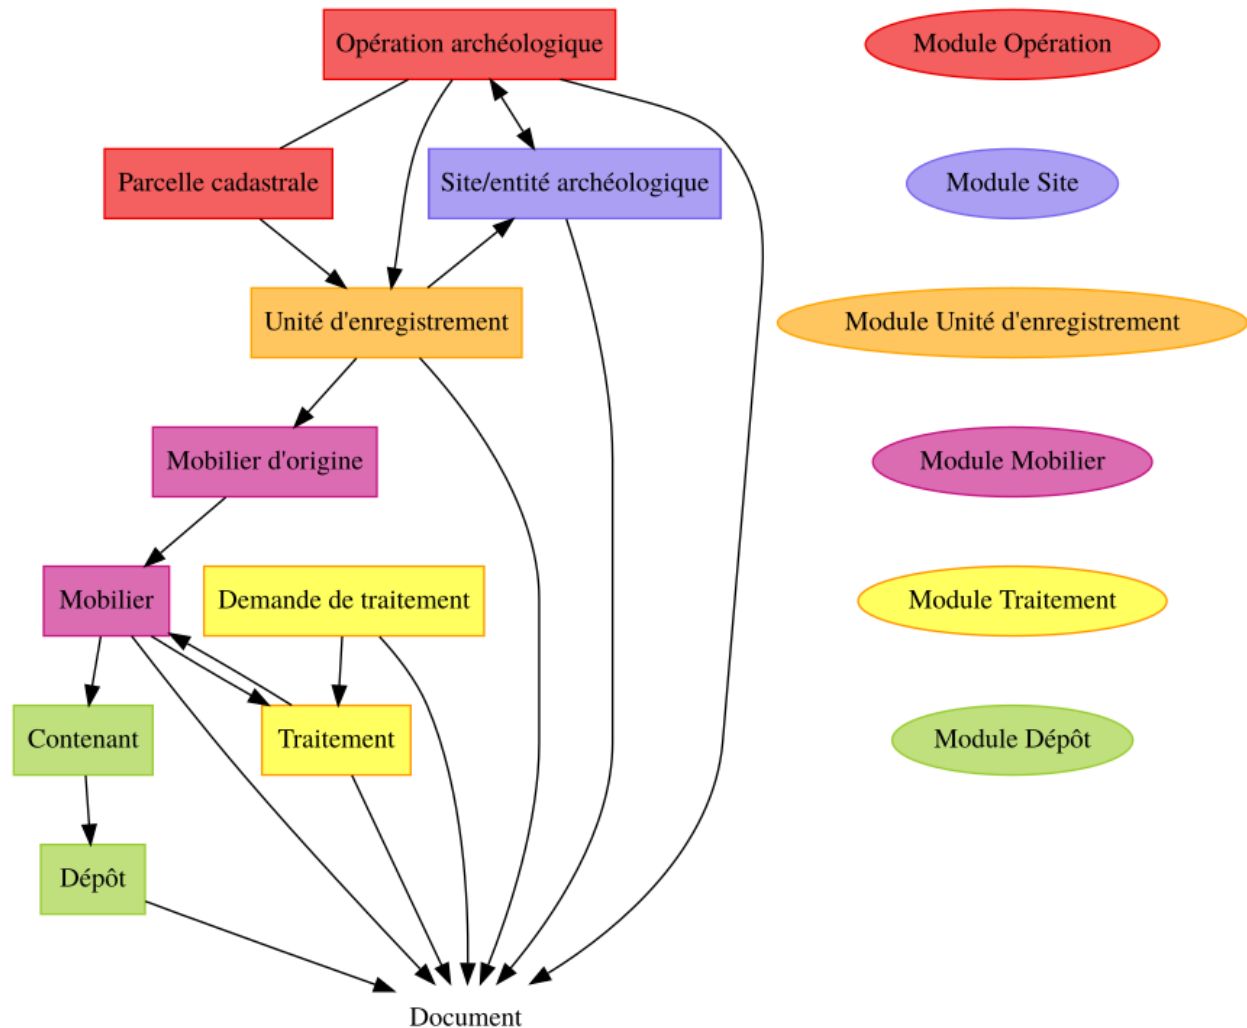 Opération archéologique
Module Opération
Parcelle cadastrale
Site/entité archéologique
Module Site
Unité d'enregistrement
Module Unité d'enregistrement
Mobilier d'origine
Module Mobilier
Mobilier
Demande de traitement
Module Traitement
Contenant
Traitement
Module Dépôt
Dépôt
Document